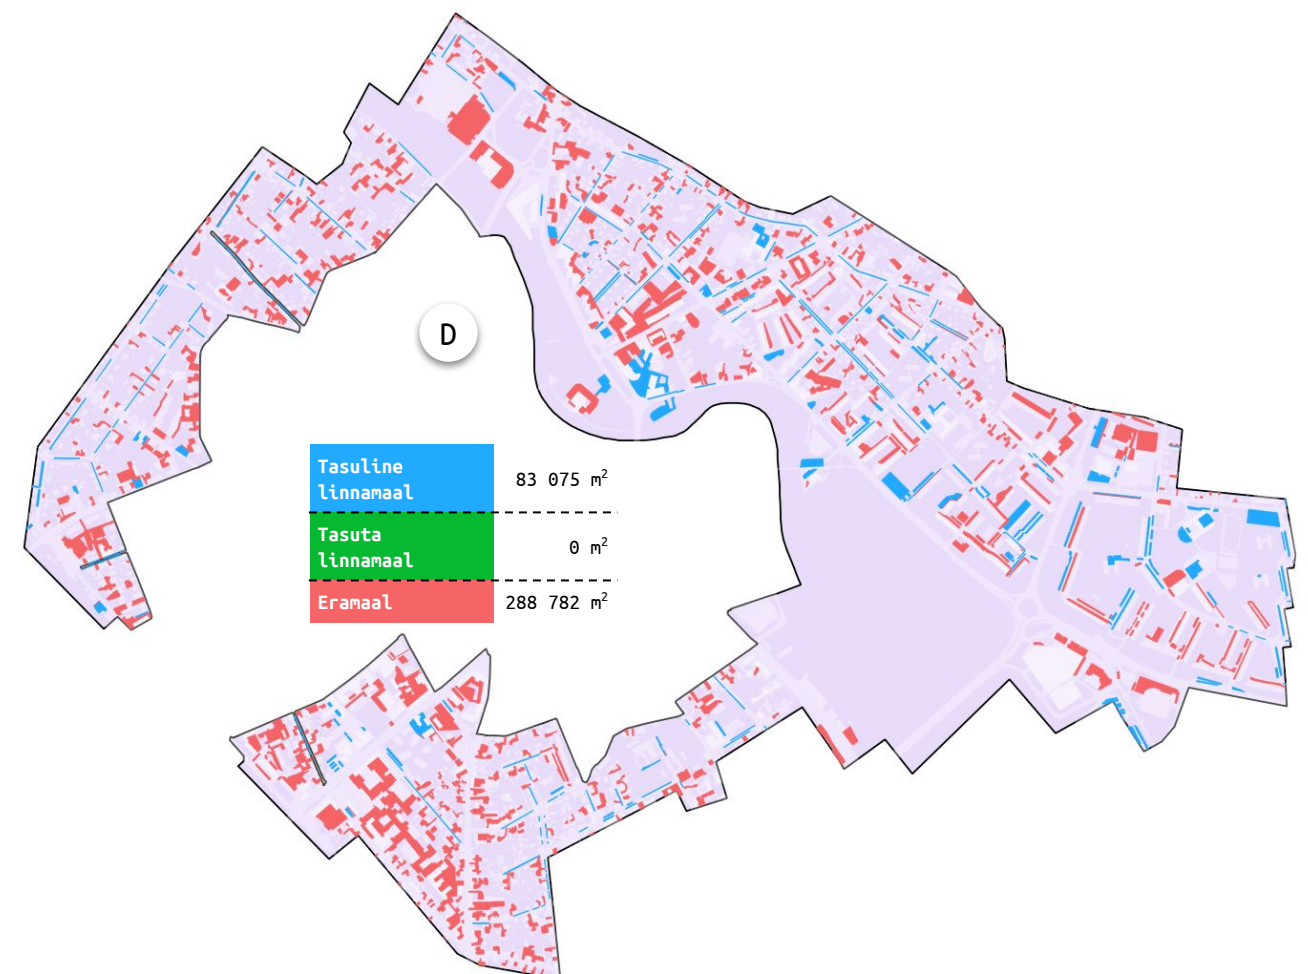 D
Tasuline
linnamaal
83 075 m²
Tasuta
linnamaal
0 m²
Eramaal
288 782 m²